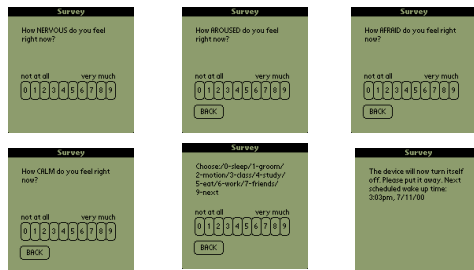 Survey
How NERVOUS do you feel
right now?
not at all very much
0 1 2 3 4 5 6 7 8 9
Survey
How AROUSED do you feel
right now?
not at all very much
0 1 2 3 4 5 6 7 8 9
BACK
Survey
How AFRAID do you feel right
now?
not at all very much
0 1 2 3 4 5 6 7 8 9
BACK
Survey
How CALM do you feel right
now?
not at all very much
0 1 2 3 4 5 6 7 8 9
BACK
Survey
Choose:/0-sleep/1-groom/
2-motion/3-class/4-study/
5-eat/6-work/7-friends/
9-next
not at all very much
0 1 2 3 4 5 6 7 8 9
BACK
Survey
The device will now turn itself
off. Please put it away. Next
scheduled wake up time:
3:03pm, 7/11/00